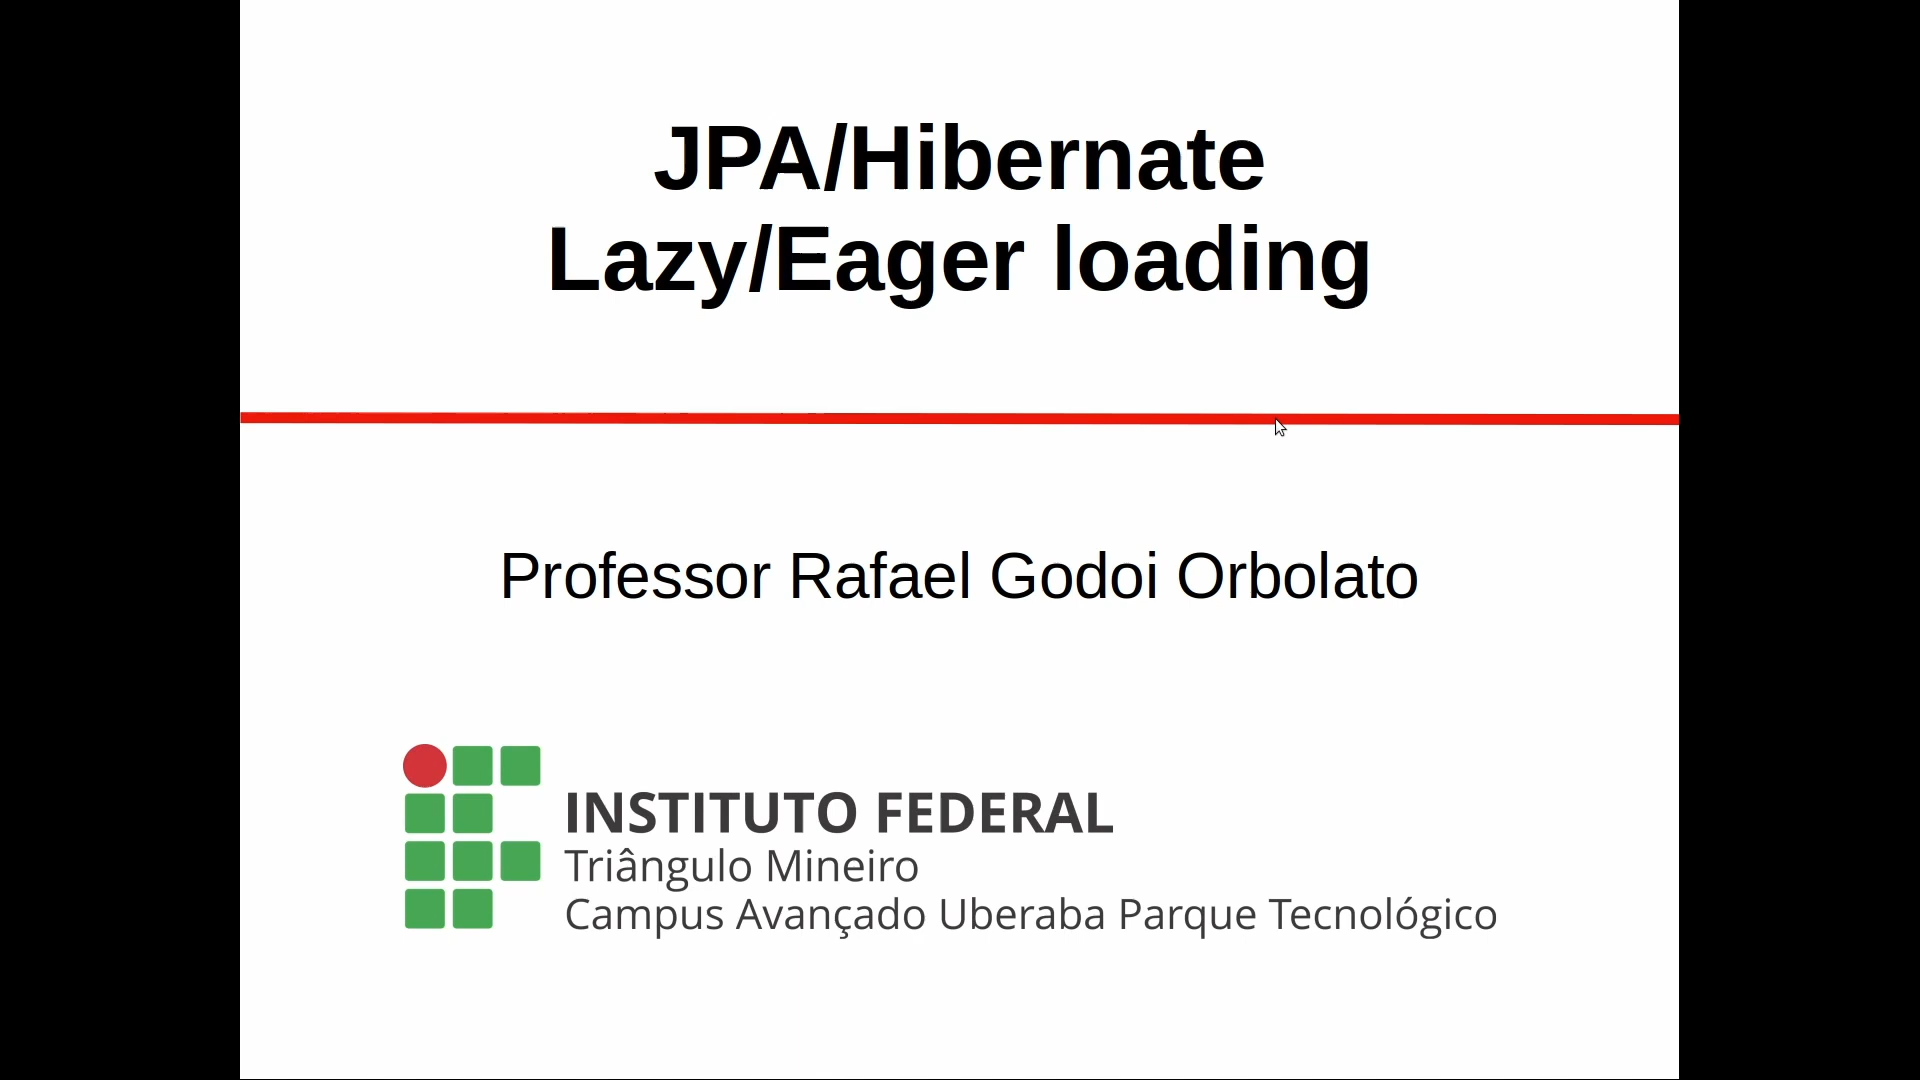 JPA/Hibernate
Lazy/Eager loading
Professor Rafael Godoi Orbolato
INSTITUTO FEDERAL
Triângulo Mineiro
Campus Avançado Uberaba Parque Tecnológico